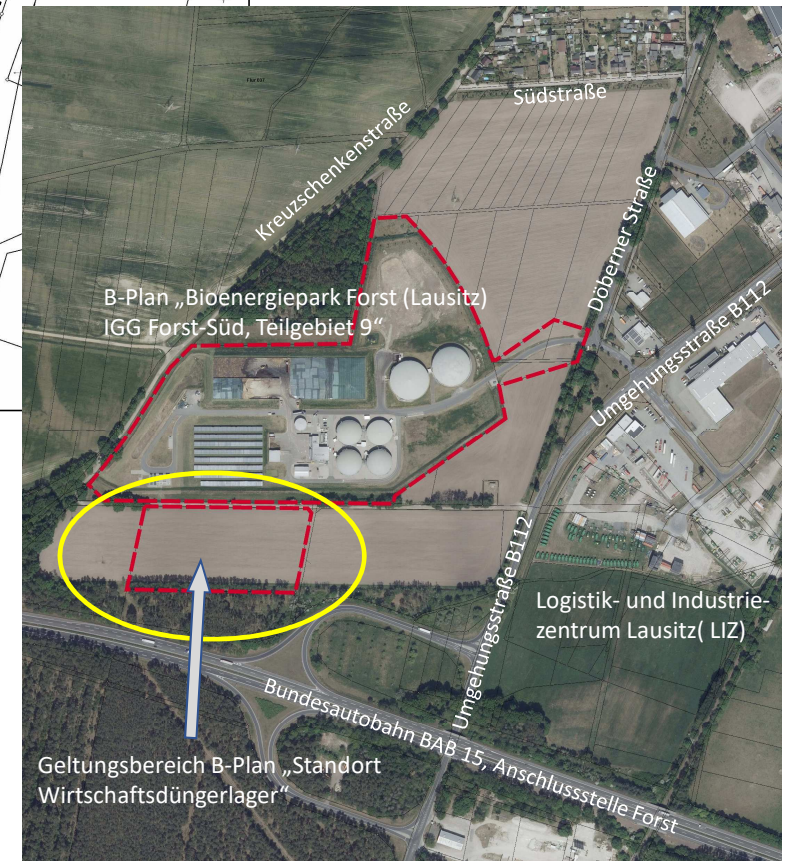 Südstraße
Kreuzschenkenstraße
Döberner Straße
B-Plan „Bioenergiepark Forst (Lausitz)
IGG Forst-Süd, Teilgebiet 9“
Umgehungsstraße B112
Umgehungsstraße B112
Logistik- und Industrie-
zentrum Lausitz( LIZ)
Bundesautobahn BAB 15, Anschlussstelle Forst
Geltungsbereich B-Plan „Standort
Wirtschaftsdüngerlager“